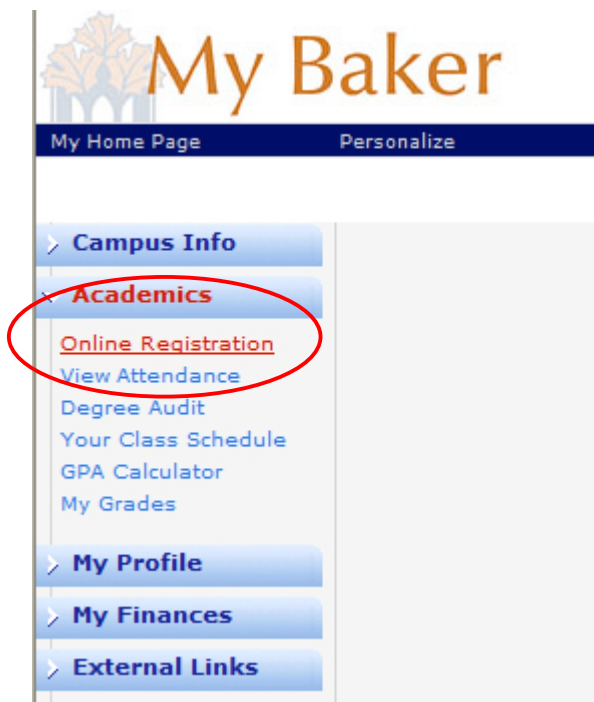 My Baker
My Home Page Personalize
Campus Info
Academics
Online Registration
View Attendance
Degree Audit
Your Class Schedule
GPA Calculator
My Grades
My Profile
My Finances
External Links